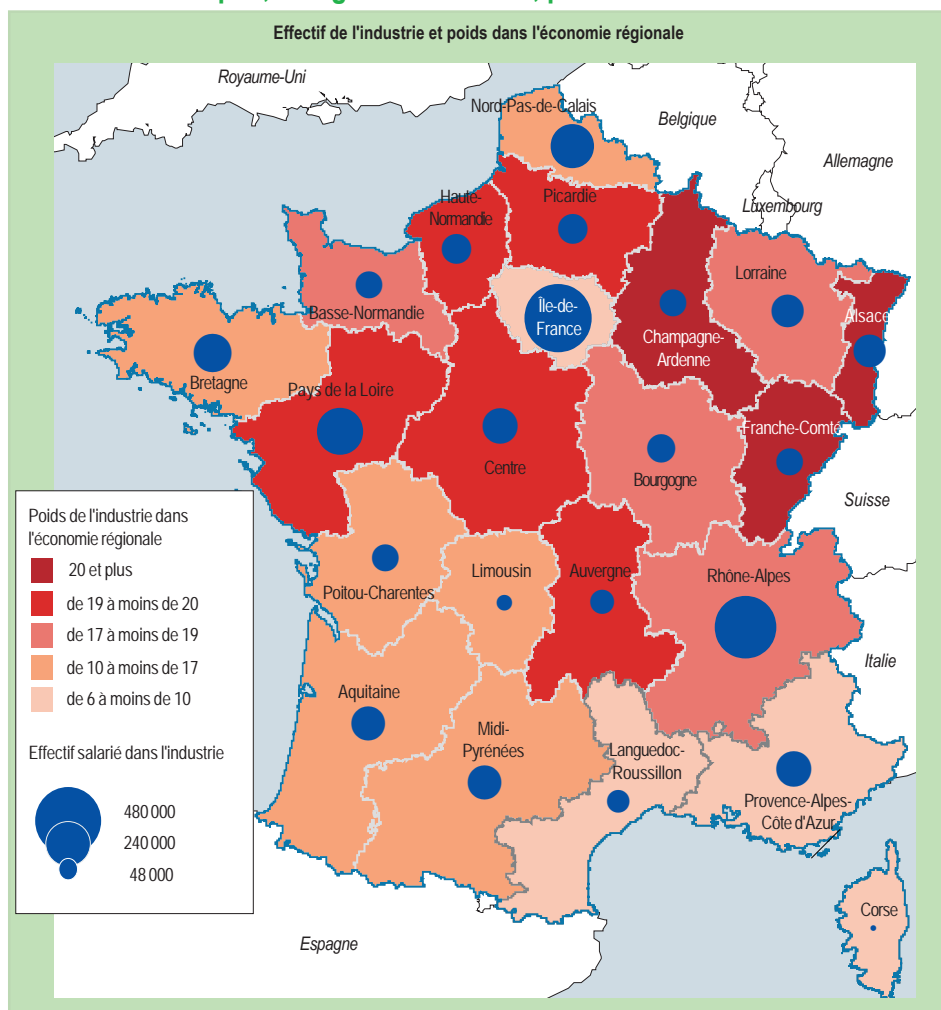 Effectif de l'industrie et poids dans l'économie régionale
Royaume-Uni
Nord-Pas-de-Calais
Belgique
Allemagne
Luxembourg
Haute-
Normandie
Picardie
Lorraine
Alsace
Basse-Normandie
Île-de-
France
Champagne-
Ardenne
Bretagne
Pays de la Loire
Centre
Franche-Comté
Bourgogne
Suisse
Poids de l'industrie dans
l'économie régionale
20 et plus
de 19 à moins de 20
de 17 à moins de 19
de 10 à moins de 17
de 6 à moins de 10
Poitou-Charentes
Limousin
Auvergne
Rhône-Alpes
Italie
Aquitaine
Midi-
Pyrénées
Languedoc-
Roussillon
Provence-Alpes-
Côte d'Azur
Effectif salarié dans l'industrie
480 000
240 000
48 000
Corse
Espagne